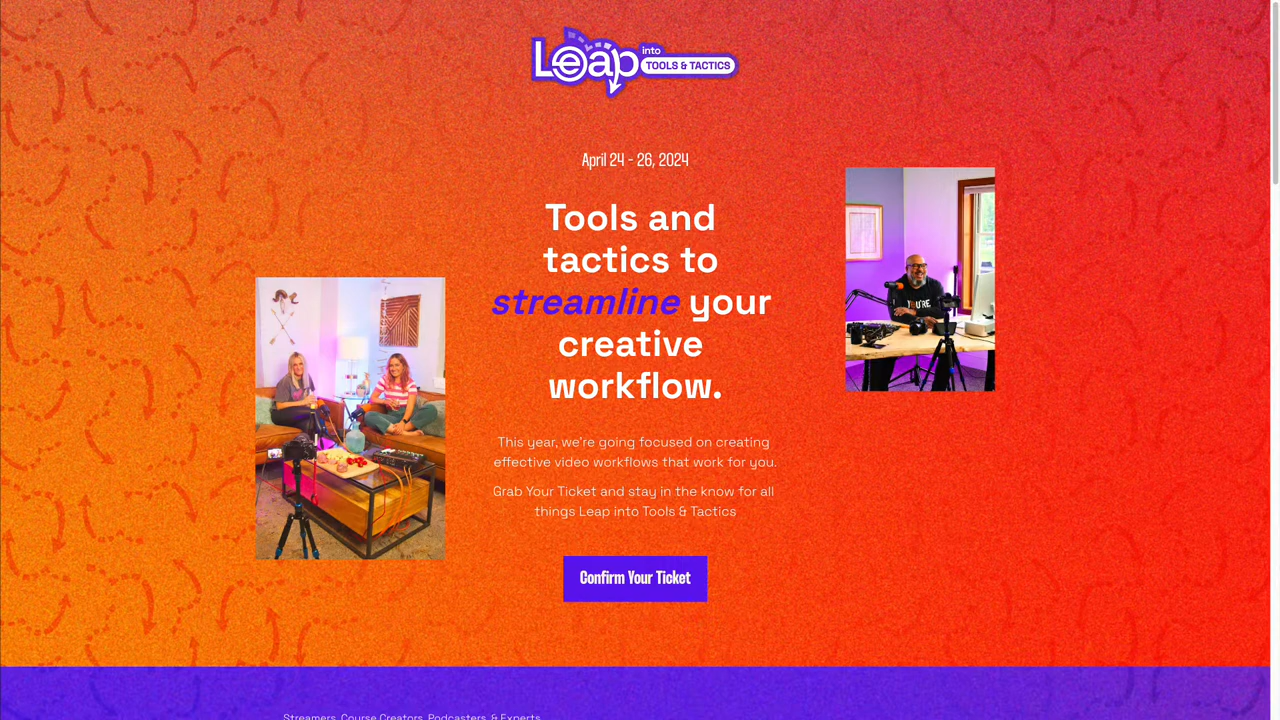 Leap into
TOOLS & TACTICS
April 24 - 26, 2024
Tools and
tactics to
streamline your
creative
workflow.
This year, we're going focused on creating
effective video workflows that work for you.
Grab Your Ticket and stay in the know for all
things Leap into Tools & Tactics
Confirm Your Ticket
Streamers, Course Creators, Podcasters, & Experts